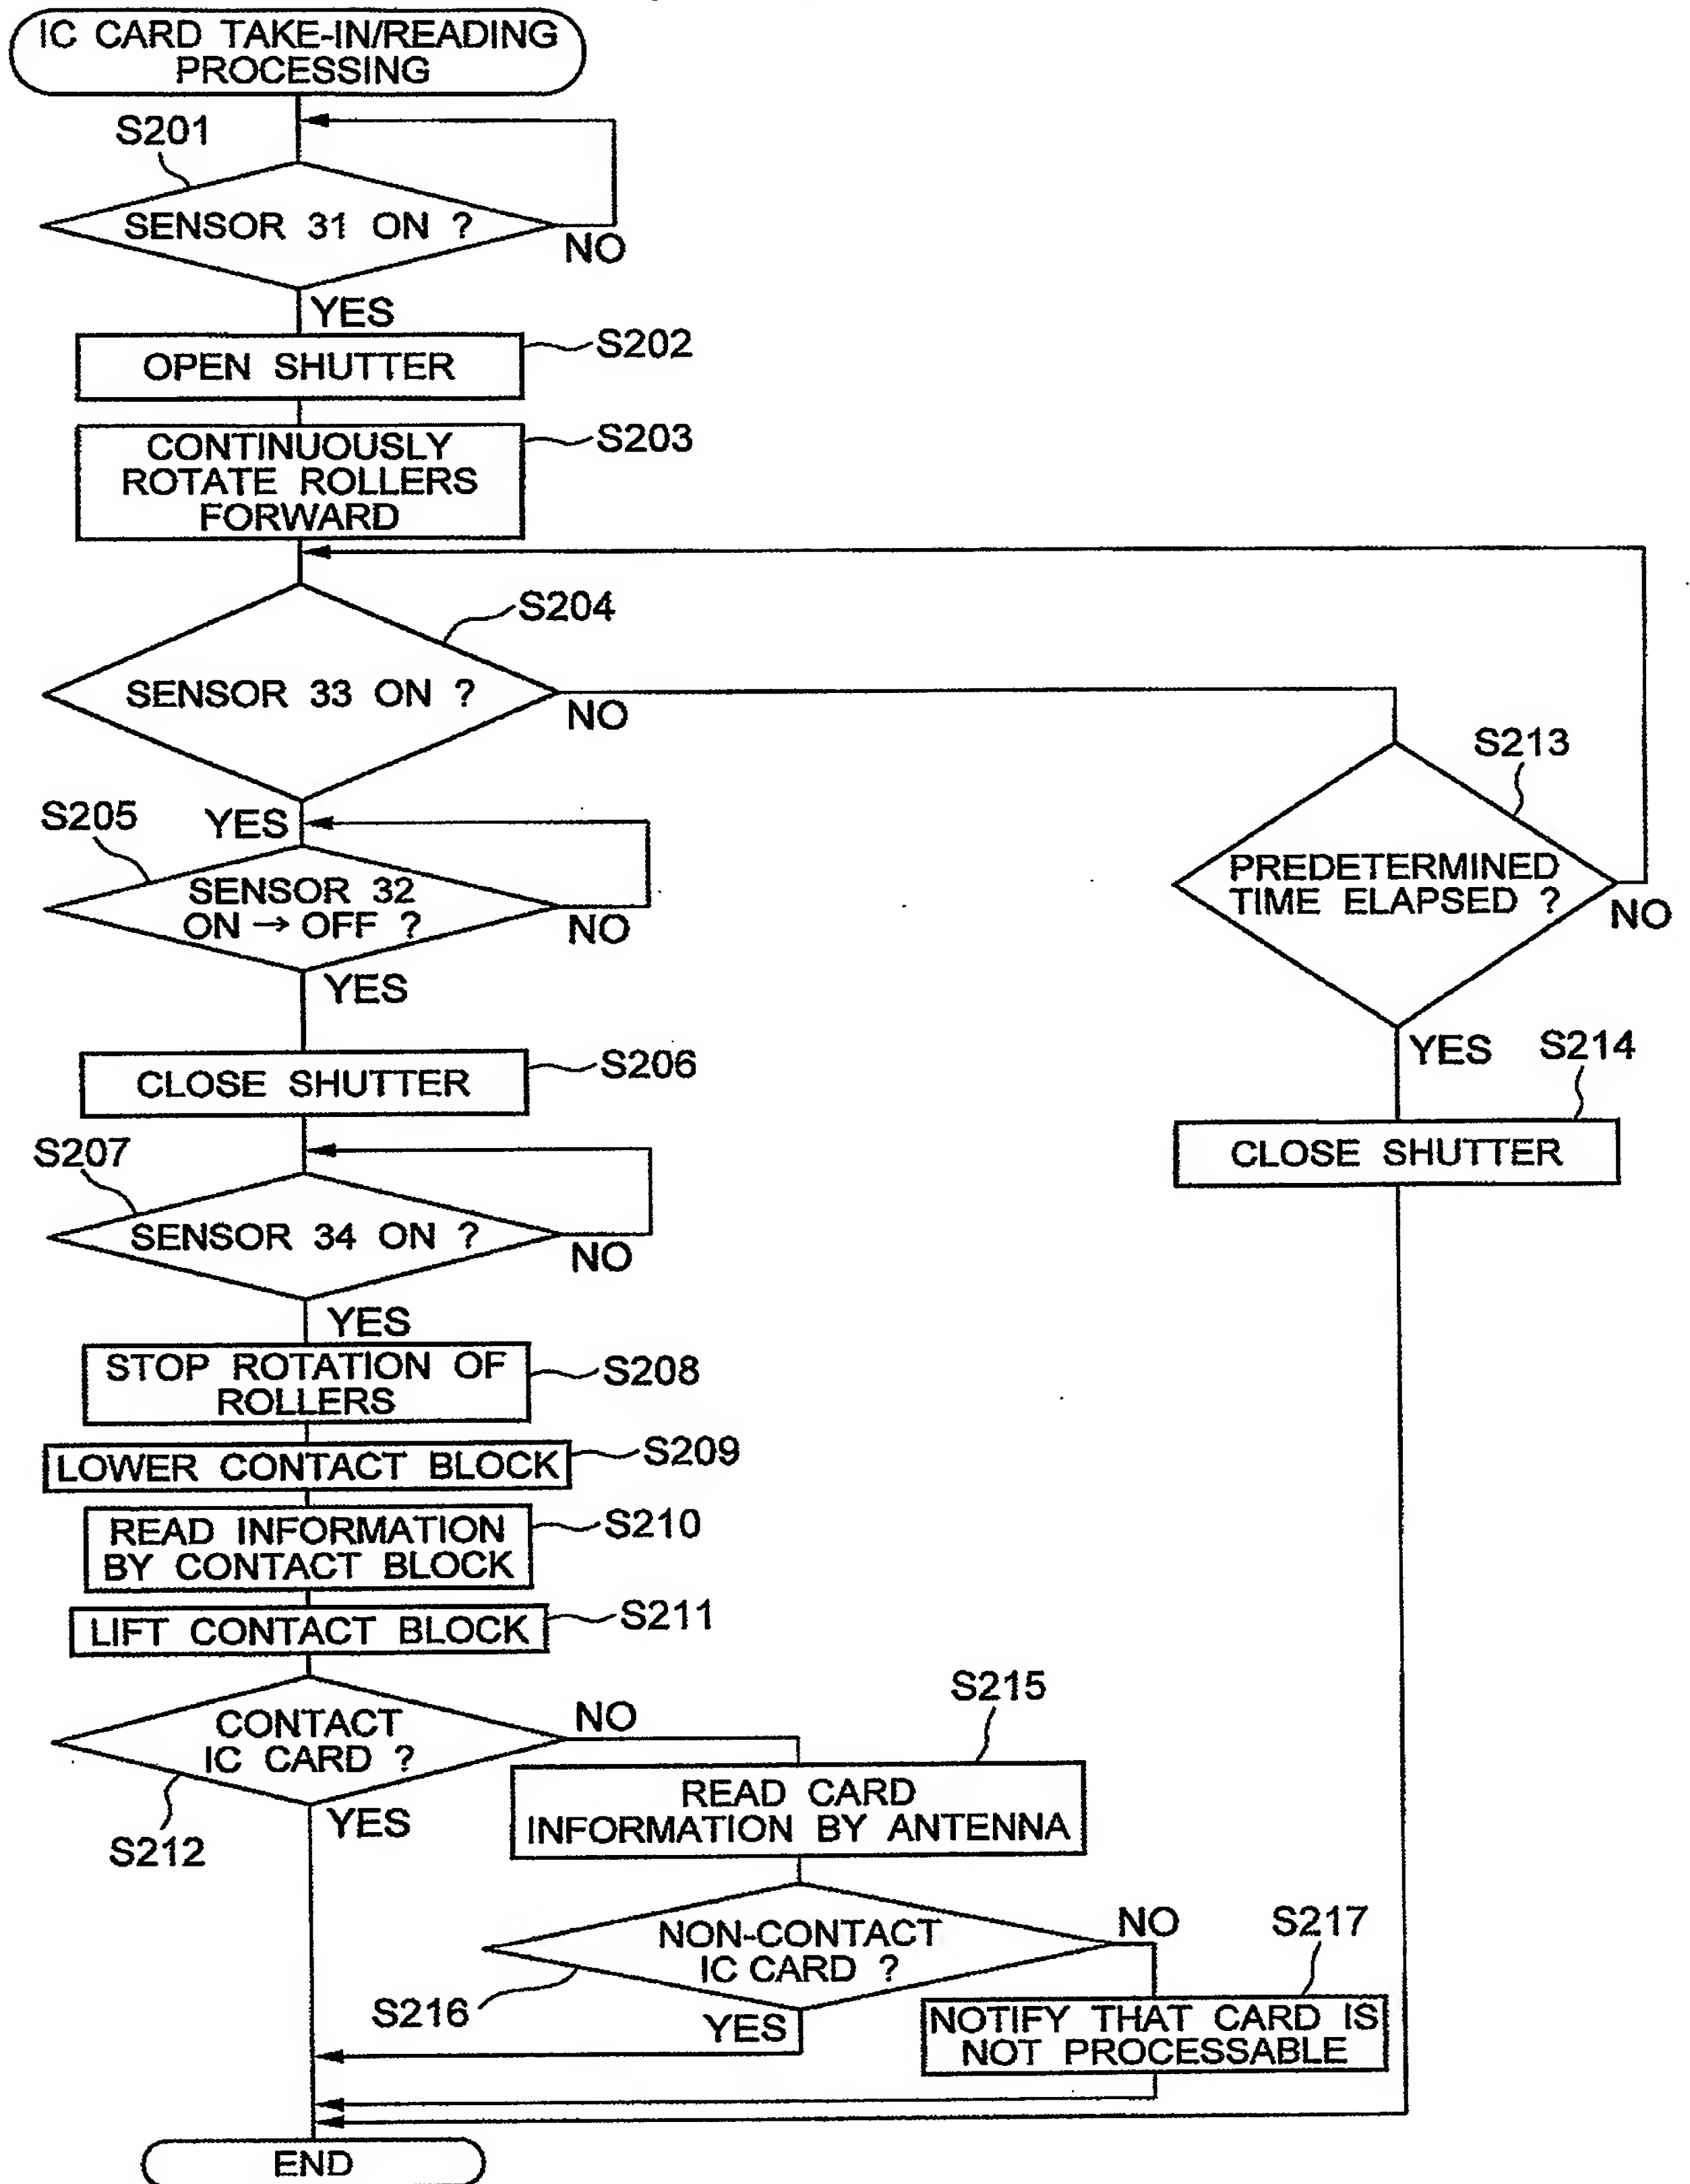 IC CARD TAKE-IN/READING
PROCESSING
S201
SENSOR 31 ON ?
NO
YES
OPEN SHUTTER
S202
CONTINUOUSLY
ROTATE ROLLERS
FORWARD
S203
S204
SENSOR 33 ON ?
NO
S213
PREDETERMINED
TIME ELAPSED ?
NO
YES
S214
CLOSE SHUTTER
YES
S205
SENSOR 32
ON → OFF ?
NO
YES
CLOSE SHUTTER
S206
S207
SENSOR 34 ON ?
NO
YES
STOP ROTATION OF
ROLLERS
S208
LOWER CONTACT BLOCK
S209
READ INFORMATION
BY CONTACT BLOCK
S210
LIFT CONTACT BLOCK
S211
CONTACT
IC CARD ?
NO
S212
YES
S215
READ CARD
INFORMATION BY ANTENNA
NON-CONTACT
IC CARD ?
NO
S216
YES
S217
NOTIFY THAT CARD IS
NOT PROCESSABLE
END